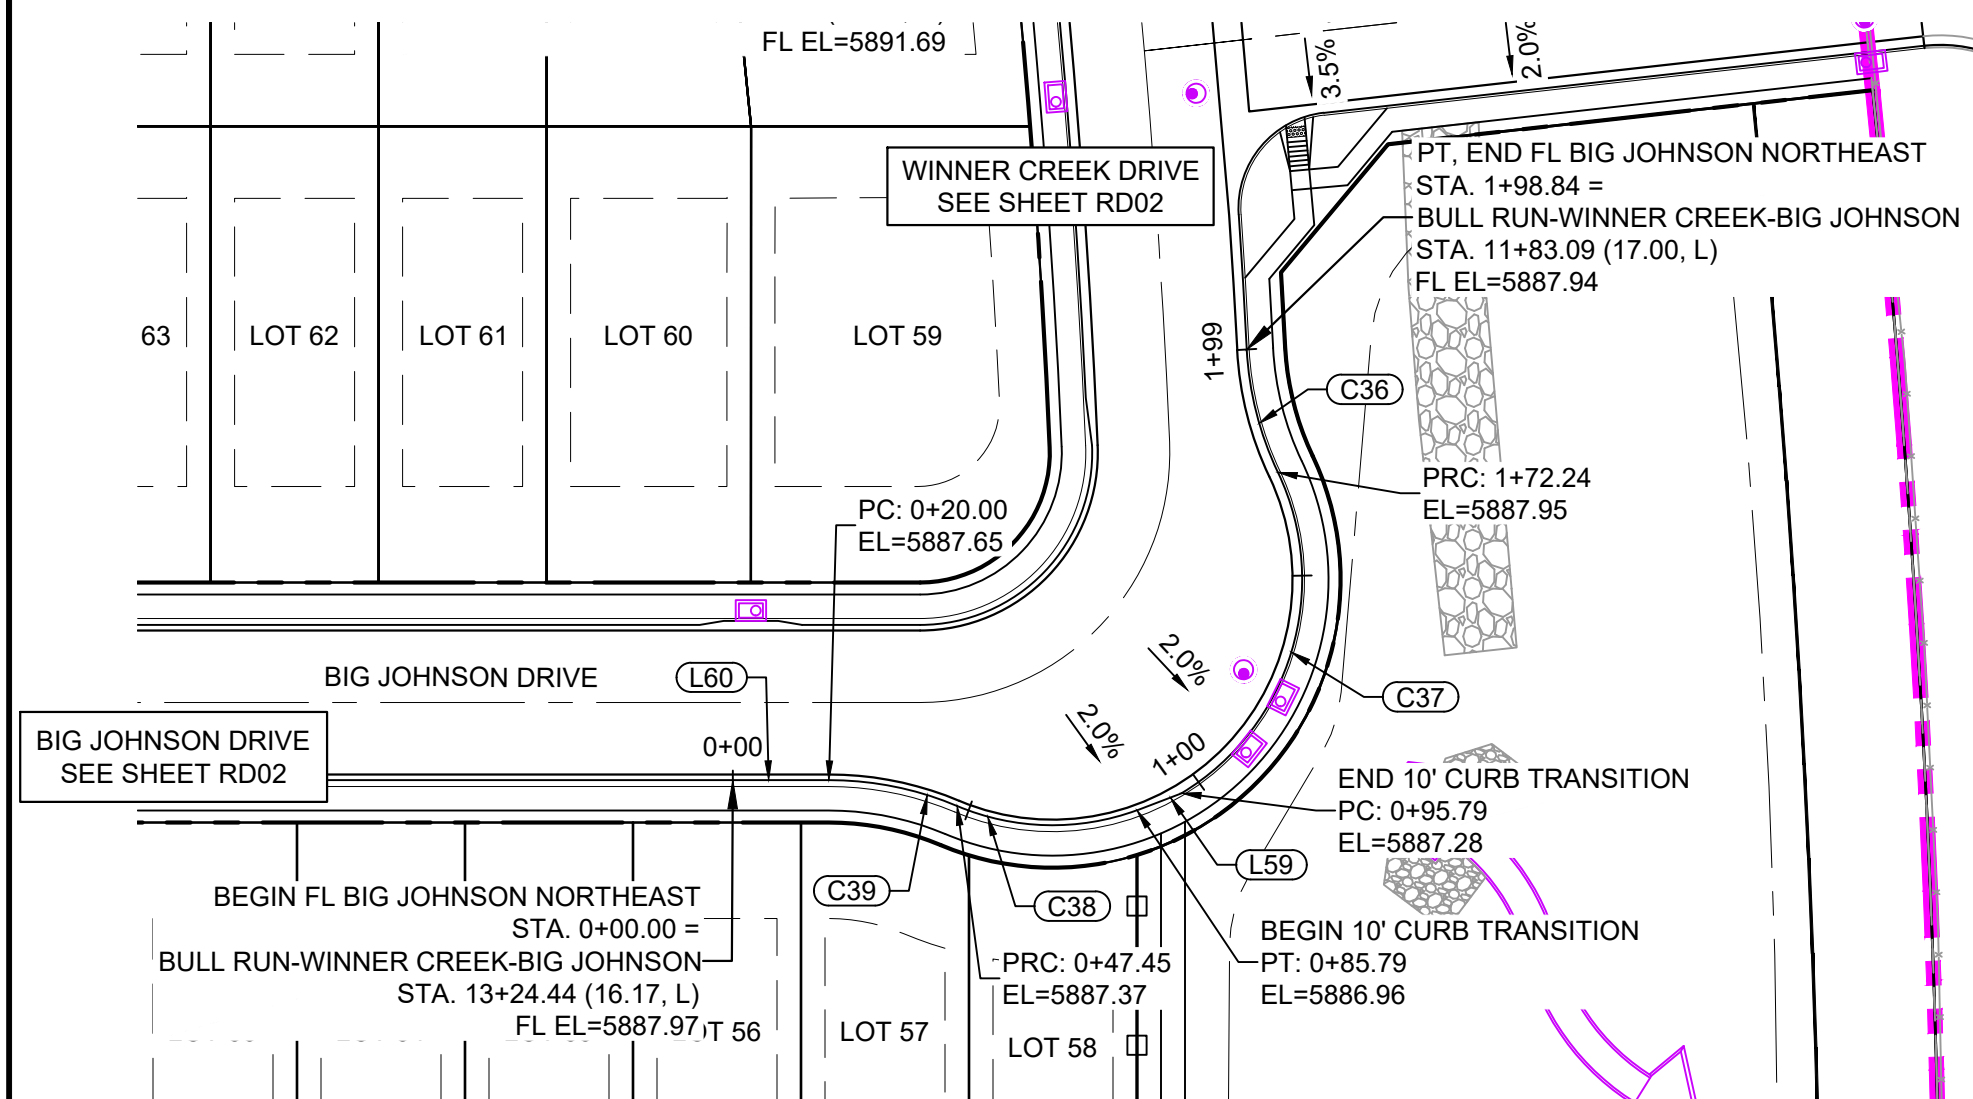 FL EL=5891.69
3.5%
2.0%
WINNER CREEK DRIVE
SEE SHEET RD02
PT, END FL BIG JOHNSON NORTHEAST
STA. 1+98.84 =
BULL RUN-WINNER CREEK-BIG JOHNSON
STA. 11+83.09 (17.00, L)
FL EL=5887.94
63
LOT 62
LOT 61
LOT 60
LOT 59
1+99
C36
PRC: 1+72.24
EL=5887.95
PC: 0+20.00
EL=5887.65
BIG JOHNSON DRIVE
L60
2.0%
C37
BIG JOHNSON DRIVE
SEE SHEET RD02
0+00
2.0%
1+00
END 10' CURB TRANSITION
PC: 0+95.79
EL=5887.28
L59
C39
C38
BEGIN FL BIG JOHNSON NORTHEAST
STA. 0+00.00 =
BULL RUN-WINNER CREEK-BIG JOHNSON
STA. 13+24.44 (16.17, L)
FL EL=5887.97
PRC: 0+47.45
EL=5887.37
BEGIN 10' CURB TRANSITION
PT: 0+85.79
EL=5886.96
OT 56
LOT 57
LOT 58